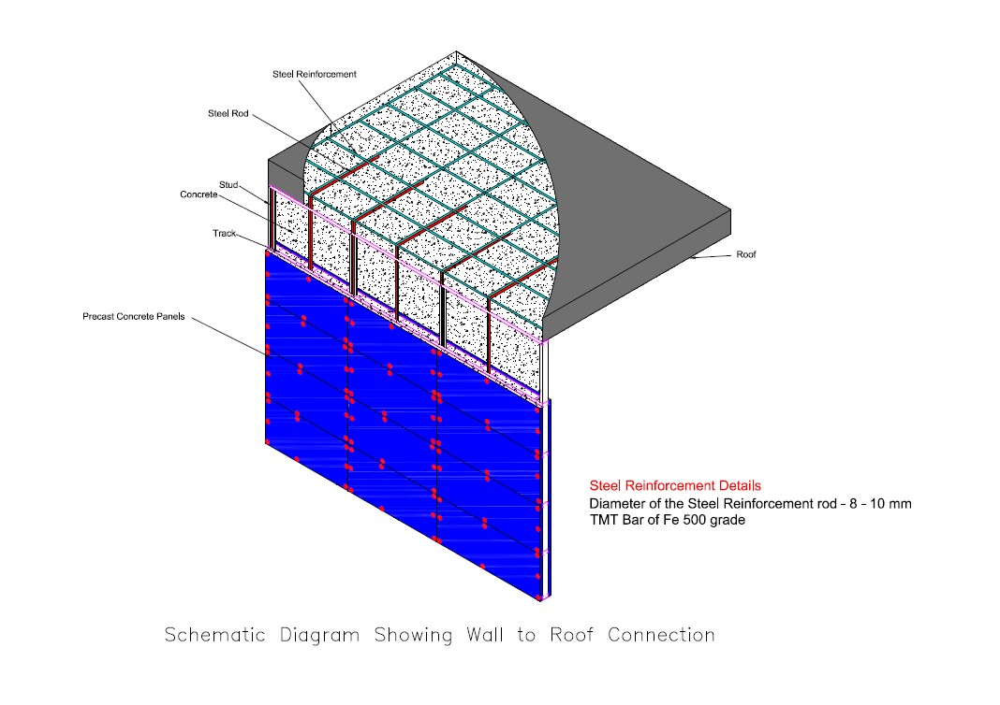 Steel Reinforcement
Steel Rod
Stud
Concrete
Track
Roof
Precast Concrete Panels
Steel Reinforcement Details
Diameter of the Steel Reinforcement rod - 8 - 10 mm
TMT Bar of Fe 500 grade
Schematic Diagram Showing Wall to Roof Connection